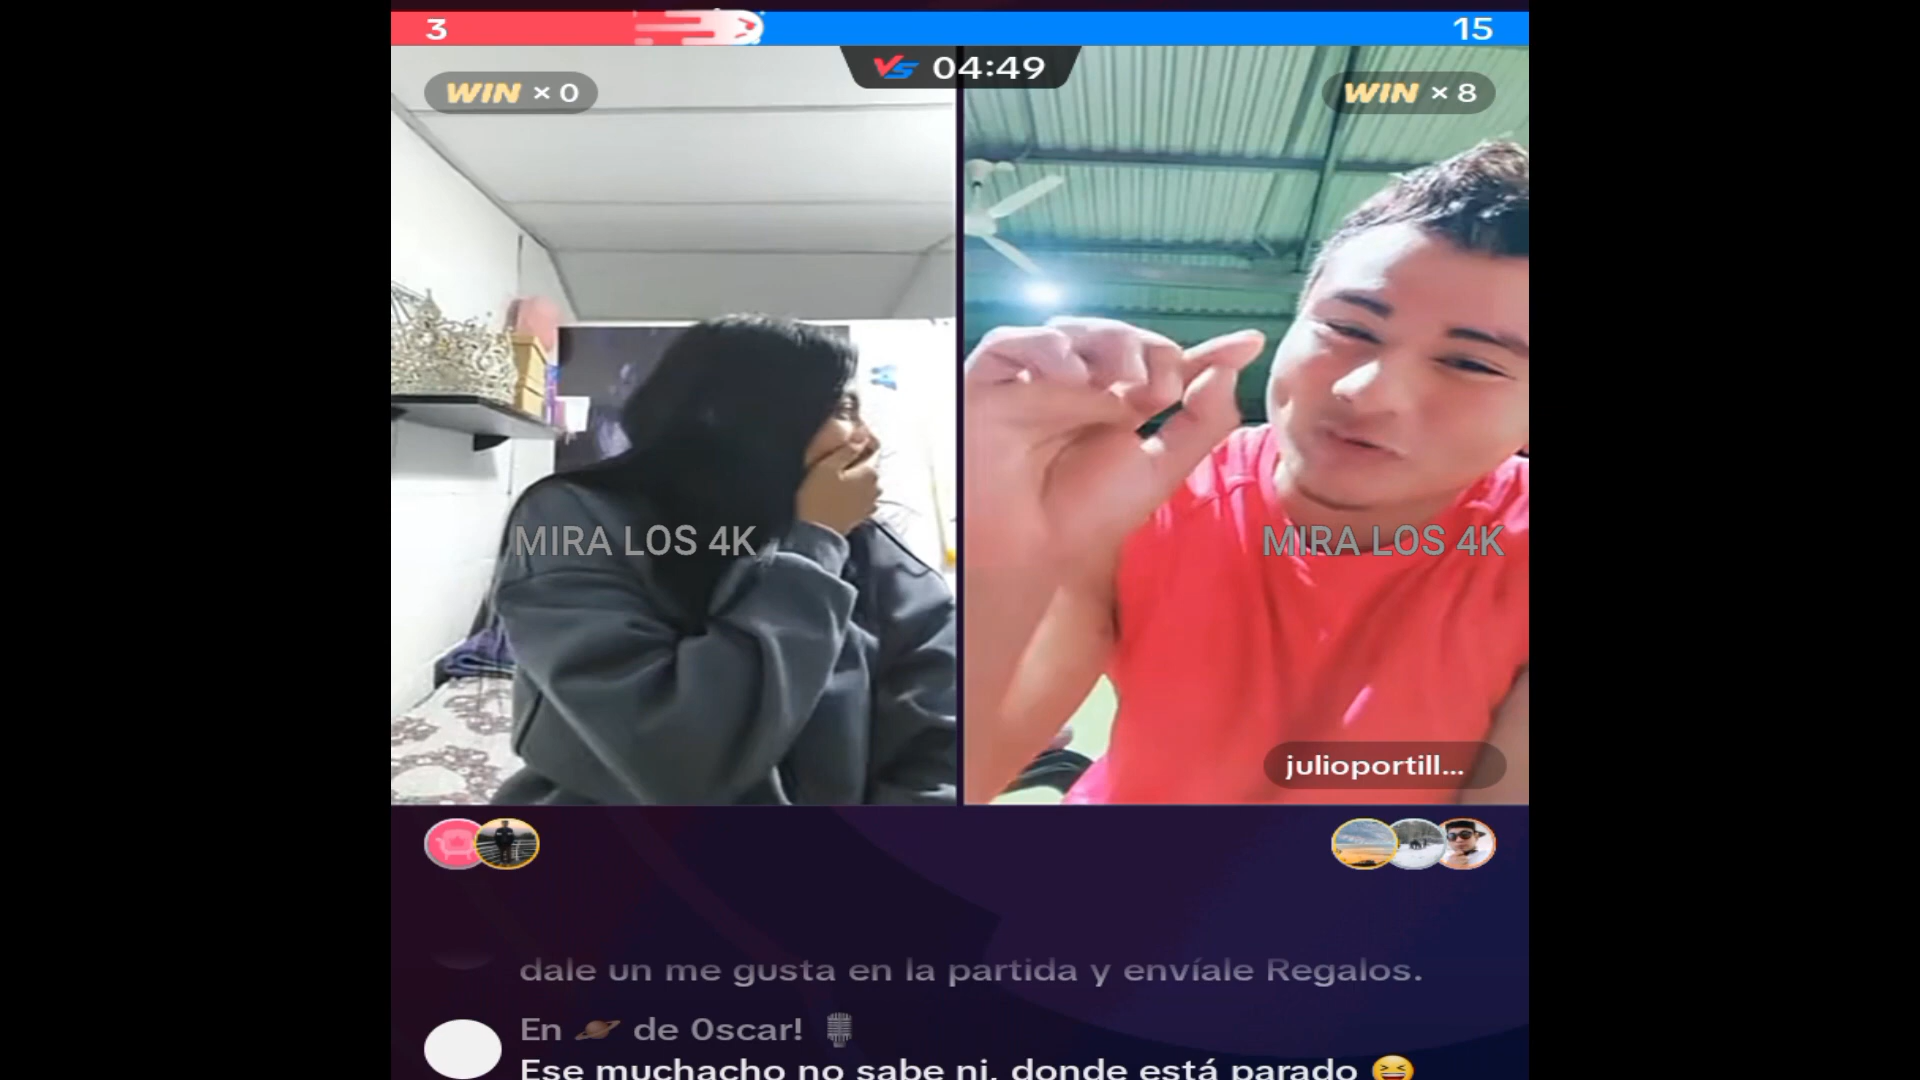 3
15
VS 04:49
WIN × 0
WIN × 8
MIRA LOS 4K
MIRA LOS 4K
julioportill...
dale un me gusta en la partida y envíale Regalos.
En 🪐 de Oscar! 🎙
Ese muchacho no sabe ni, donde está parado 😆